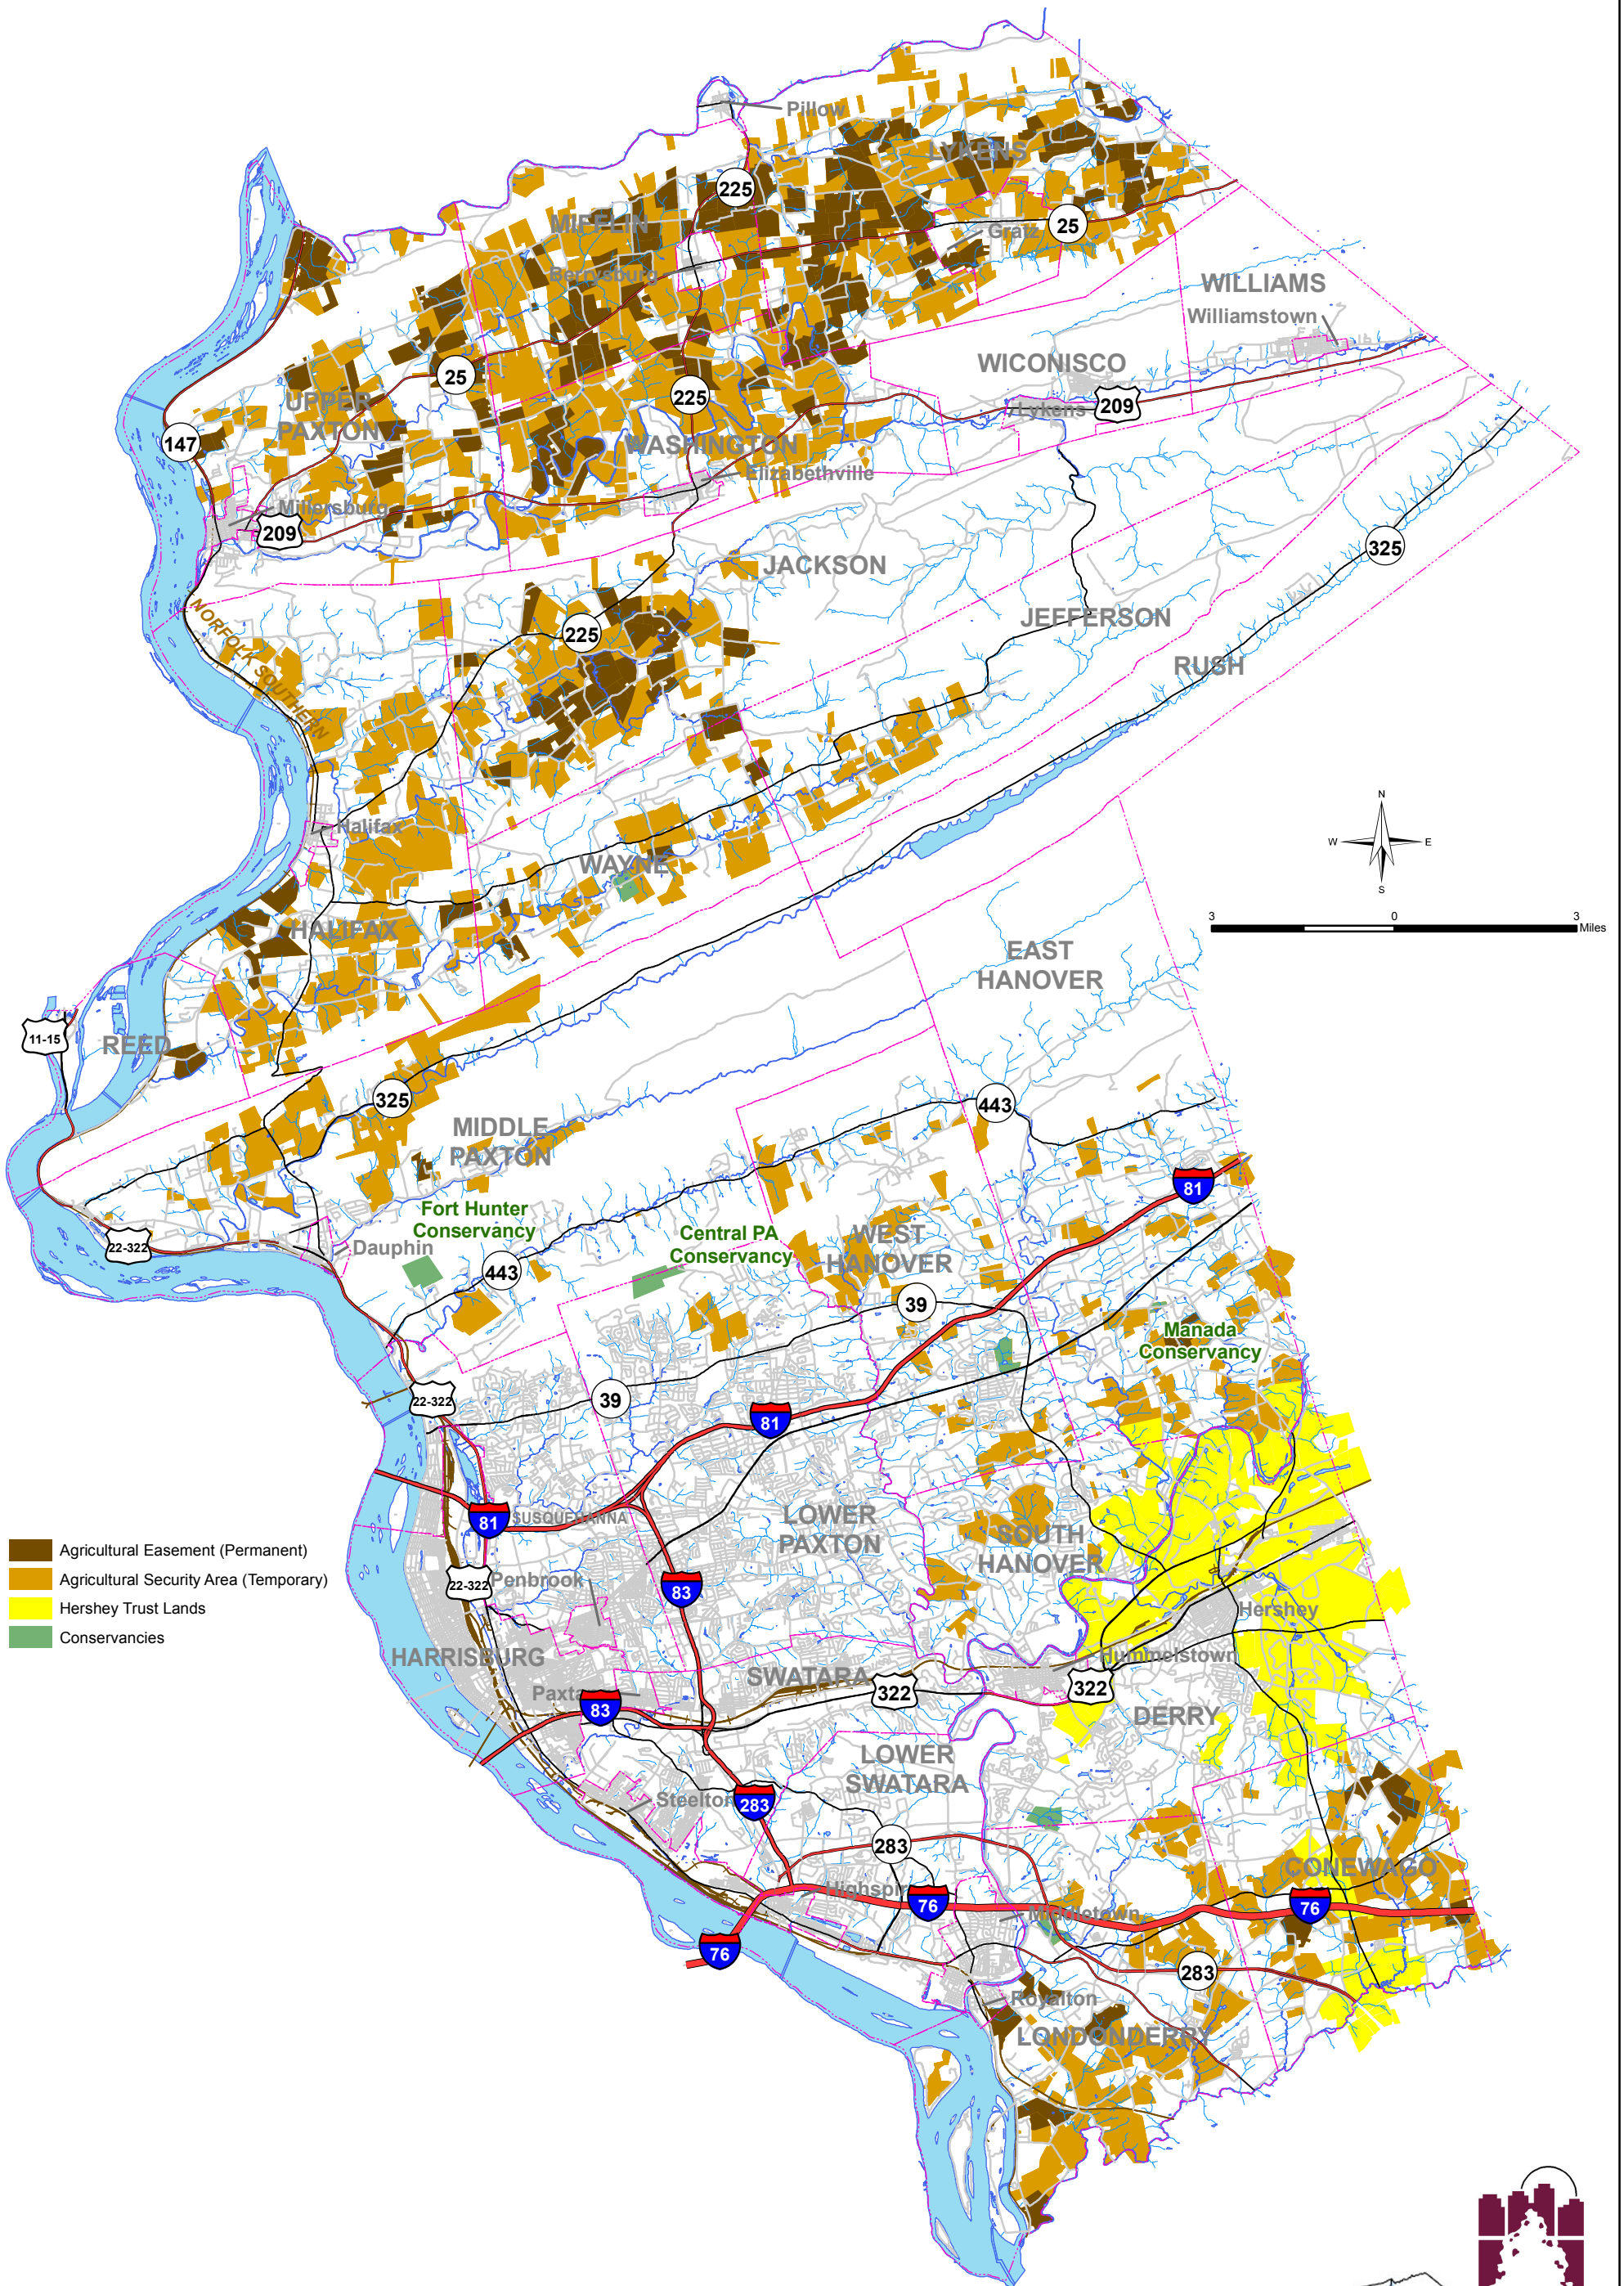 Pillow
LYKENS
225
MIFFLIN
25
Gratz
Berrysburg
WILLIAMS
Williamstown
WICONISCO
25
225
UPPER
PAXTON
Lykens
209
147
WASHINGTON
Elizabethville
Millersburg
209
325
JACKSON
NORFOLK SOUTHERN
225
JEFFERSON
RUSH
N
W
E
S
Halifax
WAYNE
3
0
3
Miles
HALIFAX
EAST
HANOVER
11-15
REED
325
443
MIDDLE
PAXTON
81
Fort Hunter
Conservancy
Central PA
Conservancy
WEST
HANOVER
22-322
Dauphin
443
39
Manada
Conservancy
22-322
39
81
81
SUSQUEHANNA
LOWER
PAXTON
SOUTH
HANOVER
Agricultural Easement (Permanent)
Agricultural Security Area (Temporary)
Hershey Trust Lands
Conservancies
22-322
Penbrook
83
Hershey
HARRISBURG
SWATARA
Hummelstown
322
322
Paxta
83
DERRY
LOWER
SWATARA
Steelton
283
283
CONEWAGO
Highspir
76
Middletown
76
76
283
Royalton
LONDONDERRY